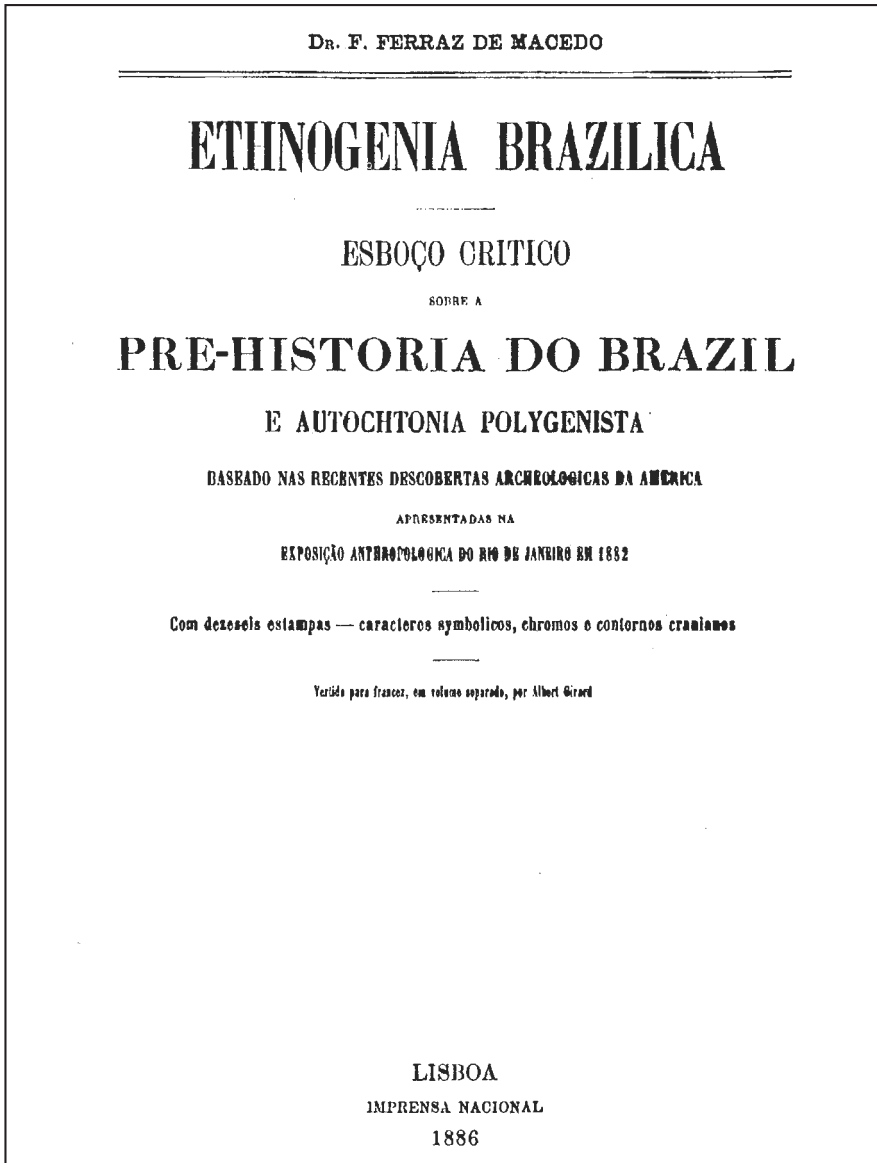 DR. F. FERRAZ DE MACEDO
ETHNOGENIA BRAZILICA
ESBOÇO CRITICO
SOBRE A
PRE-HISTORIA DO BRAZIL
E AUTOCHTONIA POLYGENISTA
BASEADO NAS RECENTES DESCOBERTAS ARCHEOLOGICAS DA AMERICA
APRESENTADAS NA
EXPOSIÇÃO ANTHROPOLOGICA DO RIO DE JANEIRO EM 1882
Com dezeseis estampas — caracteres symbolicos, chromos e contornos craneanos
Vertido para francez, em volume separado, por Albert Girard
LISBOA
IMPRENSA NACIONAL
1886